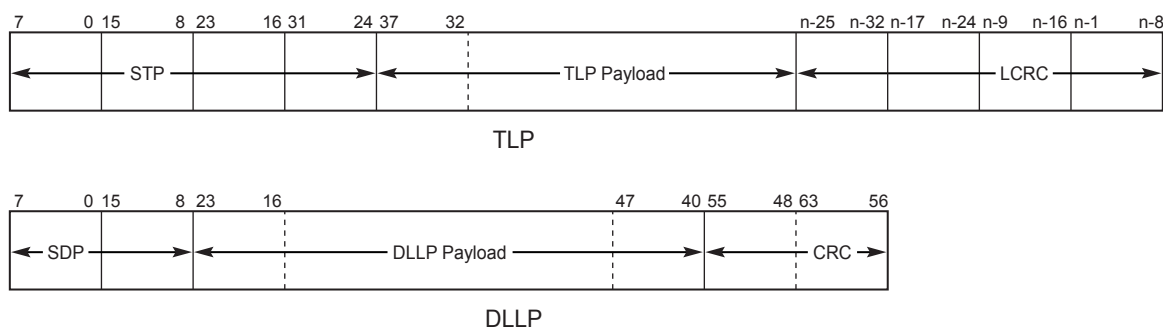 7 0 15 8 23 16 31 24 37 32 n-25 n-32 n-17 n-24 n-9 n-16 n-1 n-8
STP TLP Payload LCRC
TLP
7 0 15 8 23 16 47 40 55 48 63 56
SDP DLLP Payload CRC
DLLP